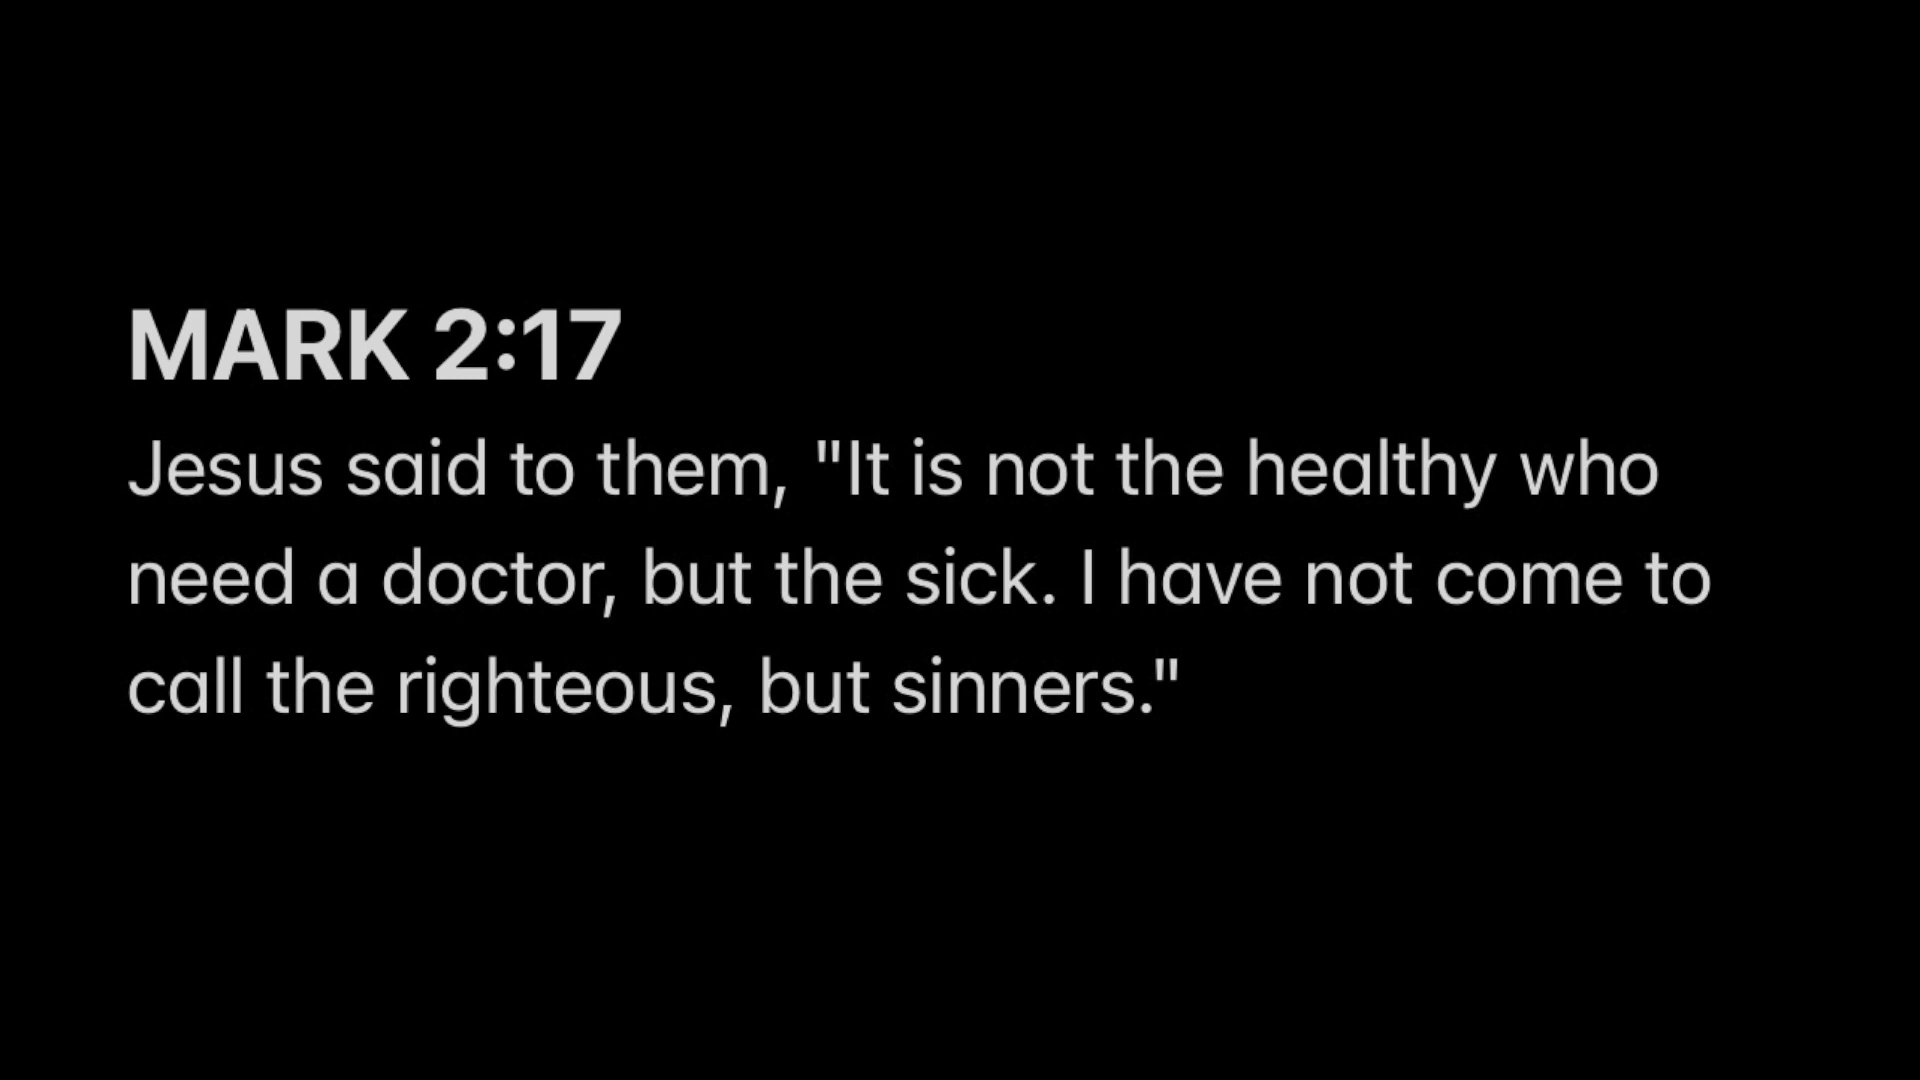 MARK 2:17
Jesus said to them, "It is not the healthy who
need a doctor, but the sick. I have not come to
call the righteous, but sinners."